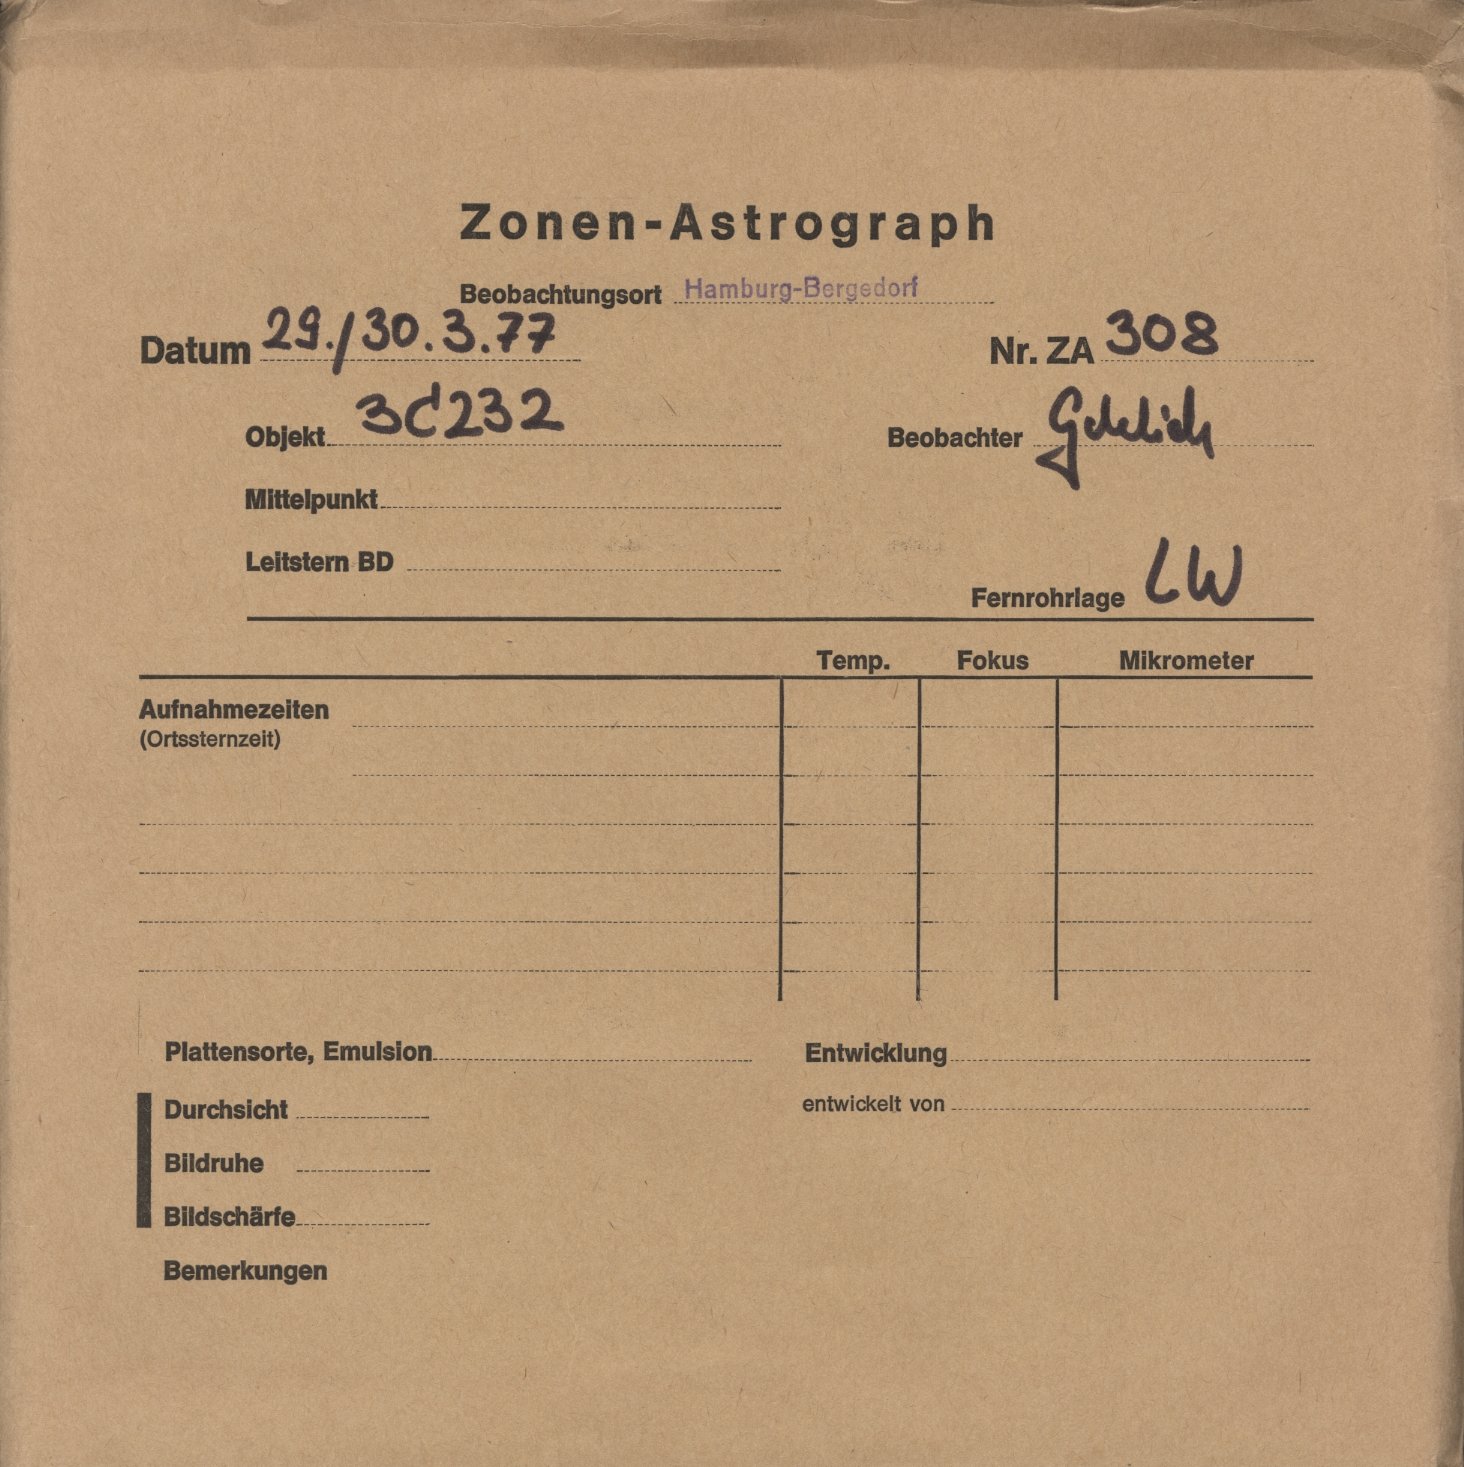 Zonen-Astrograph
Beobachtungsort Hamburg-Bergedorf
Datum 29./30.3.77 Nr. ZA 308
Objekt 3C232 Beobachter
Mittelpunkt
Leitstern BD
Fernrohrlage LW
Temp. Fokus Mikrometer
Aufnahmezeiten
(Ortssternzeit)
Plattensorte, Emulsion Entwicklung
Durchsicht entwickelt von
Bildruhe
Bildschärfe
Bemerkungen